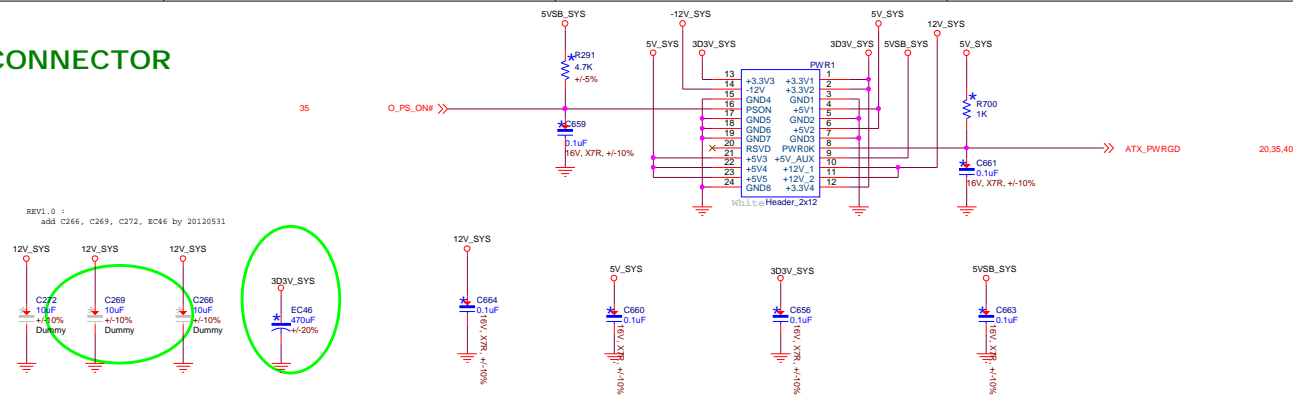 CONNECTOR
5VSB_SYS
-12V_SYS
5V_SYS
12V_SYS
5V_SYS
3D3V_SYS
3D3V_SYS
5VSB_SYS
5V_SYS
R291
4.7K
+/-5%
PWR1
13 +3.3V3 +3.3V1 1
14 -12V +3.3V2 2
15 GND4 GND1 3
16 PSON +5V1 4
17 GND5 GND2 5
18 GND6 +5V2 6
19 GND7 GND3 7
20 RSVD PWR0K 8
21 +5V3 +5V_AUX 9
22 +5V4 +12V_1 10
23 +5V5 +12V_2 11
24 GND8 +3.3V4 12
White Header_2x12
35 O_PS_ON#
C659
0.1uF
16V, X7R, +/-10%
R700
1K
ATX_PWRGD 20,35,40
C661
0.1uF
16V, X7R, +/-10%
REV1.0 :
add C266, C269, C272, EC46 by 20120531
12V_SYS
C272
10uF
+/-10%
Dummy
12V_SYS
C269
10uF
+/-10%
Dummy
12V_SYS
C266
10uF
+/-10%
Dummy
3D3V_SYS
EC46
470uF
+/-20%
12V_SYS
C664
0.1uF
16V, X7R, +/-10%
5V_SYS
C660
0.1uF
16V, X7R, +/-10%
3D3V_SYS
C656
0.1uF
16V, X7R, +/-10%
5VSB_SYS
C663
0.1uF
16V, X7R, +/-10%